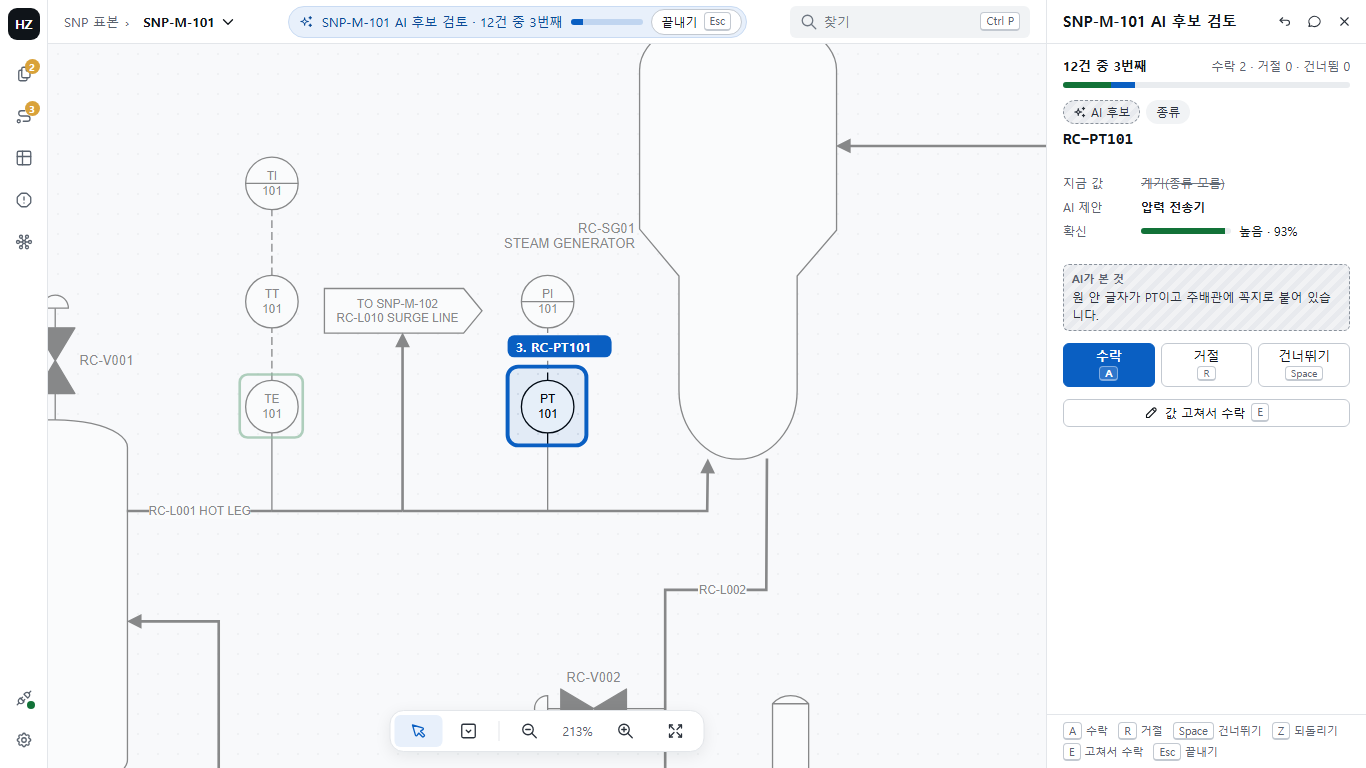 HZ
SNP 표본 ›
SNP-M-101
SNP-M-101 AI 후보 검토 · 12건 중 3번째
끝내기 Esc
찾기
Ctrl P
SNP-M-101 AI 후보 검토
2
3
12건 중 3번째
수락 2 · 거절 0 · 건너뜀 0
AI 후보
종류
RC-PT101
지금 값
계기(종류 모름)
AI 제안
압력 전송기
확신
높음 · 93%
AI가 본 것
원 안 글자가 PT이고 주배관에 꼭지로 붙어 있습
니다.
수락
A
거절
R
건너뛰기
Space
값 고쳐서 수락 E
A 수락 R 거절 Space 건너뛰기 Z 되돌리기
E 고쳐서 수락 Esc 끝내기
TI
101
RC-SG01
STEAM GENERATOR
TT
101
TO SNP-M-102
RC-L010 SURGE LINE
PI
101
3. RC-PT101
RC-V001
TE
101
PT
101
RC-L001 HOT LEG
RC-L002
RC-V002
213%